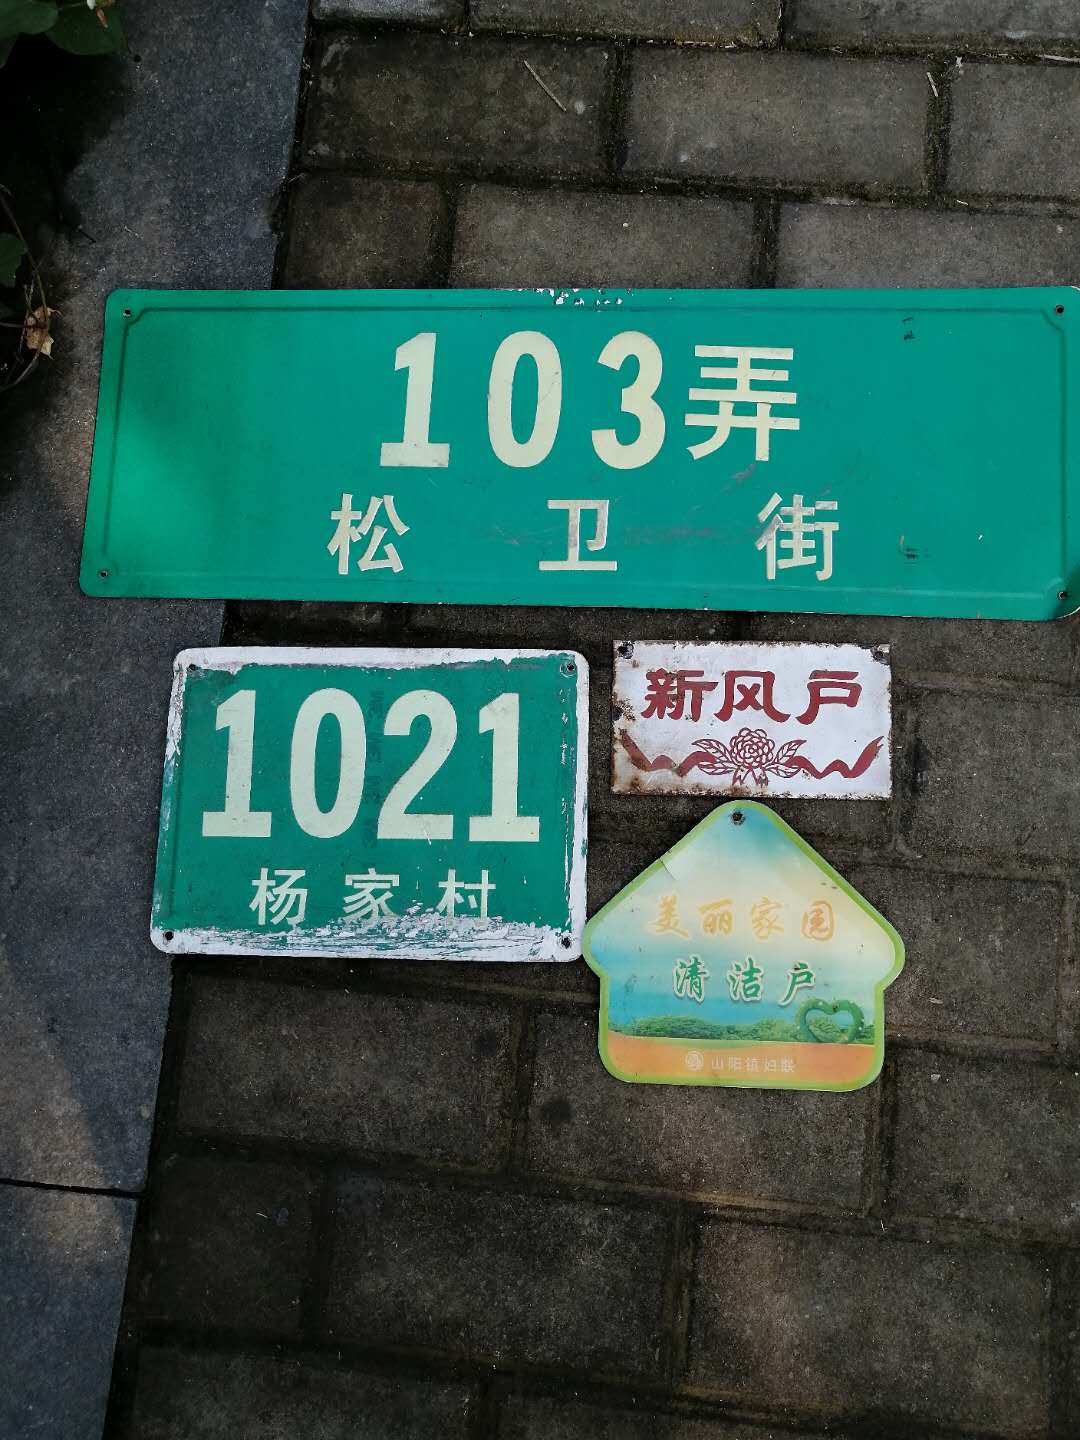 103弄
松卫街
1021
杨家村
新风户
美丽家园
清洁户
山阳镇妇联